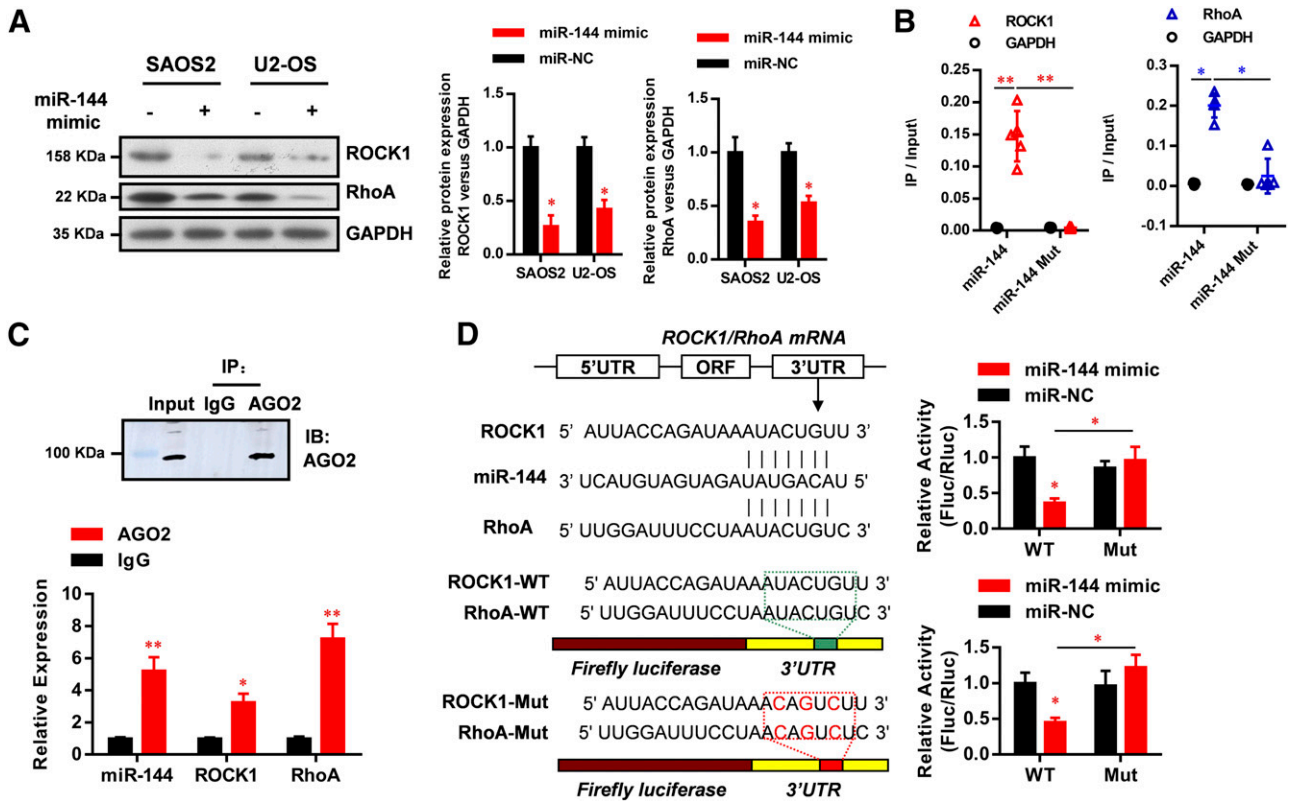 A
SAOS2 U2-OS
miR-144 mimic - + - +
158 KDa ROCK1
22 KDa RhoA
35 KDa GAPDH
miR-144 mimic
miR-NC
Relative protein expression
ROCK1 versus GAPDH
1.5
1.0
0.5
0.0
* *
SAOS2 U2-OS
miR-144 mimic
miR-NC
Relative protein expression
RhoA versus GAPDH
1.5
1.0
0.5
0.0
* *
SAOS2 U2-OS
B
ROCK1
GAPDH
IP / Input\
0.25
0.20
0.15
0.10
0.05
0.00
** **
miR-144
miR-144 Mut
RhoA
GAPDH
IP / Input\
0.3
0.2
0.1
0.0
-0.1
* *
miR-144
miR-144 Mut
C
IP:
Input IgG AGO2
100 KDa
IB:
AGO2
AGO2
IgG
Relative Expression
10
8
6
4
2
0
** * **
miR-144 ROCK1 RhoA
D
ROCK1/RhoA mRNA
5'UTR ORF 3'UTR
ROCK1 5' AUUACCAGAUAAAUACUGUU 3'
miR-144 3' UCAUGUAGUAGAUAUGACAU 5'
RhoA 5' UUGGAUUUCCUAAUACUGUC 3'
ROCK1-WT 5' AUUACCAGAUAAAUACUGUU 3'
RhoA-WT 5' UUGGAUUUCCUAAUACUGUC 3'
Firefly luciferase 3'UTR
ROCK1-Mut 5' AUUACCAGAUAAACAGUCUU 3'
RhoA-Mut 5' UUGGAUUUCCUAACAGUCUC 3'
Firefly luciferase 3'UTR
miR-144 mimic
miR-NC
Relative Activity
(Fluc/Rluc)
1.5
1.0
0.5
0.0
* *
WT Mut
miR-144 mimic
miR-NC
Relative Activity
(Fluc/Rluc)
1.5
1.0
0.5
0.0
* *
WT Mut